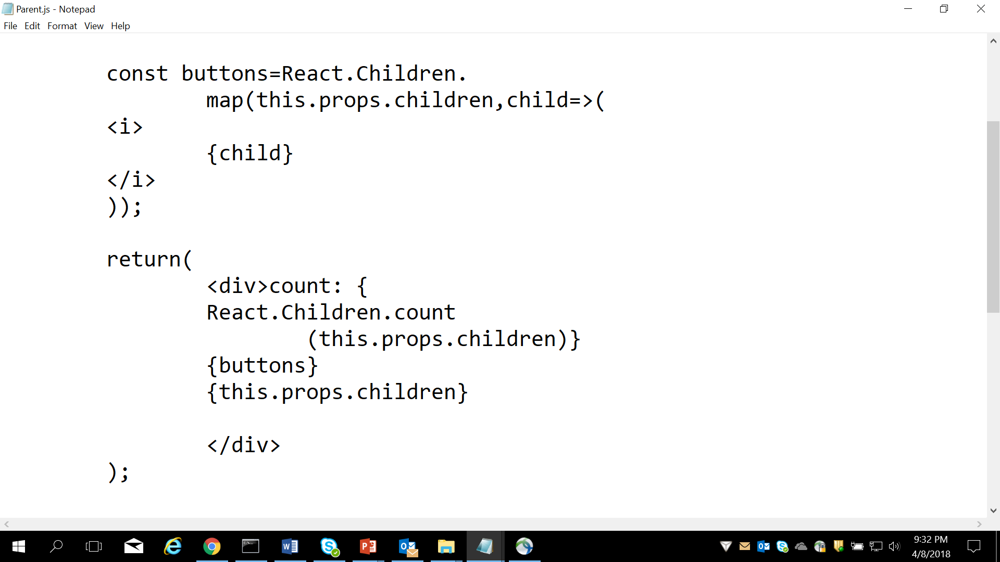 Parent.js - Notepad
File Edit Format View Help
const buttons=React.Children.
map(this.props.children,child=>(
<i>
{child}
</i>
));
return(
<div>count: {
React.Children.count
(this.props.children)}
{buttons}
{this.props.children}
</div>
);
9:32 PM
4/8/2018